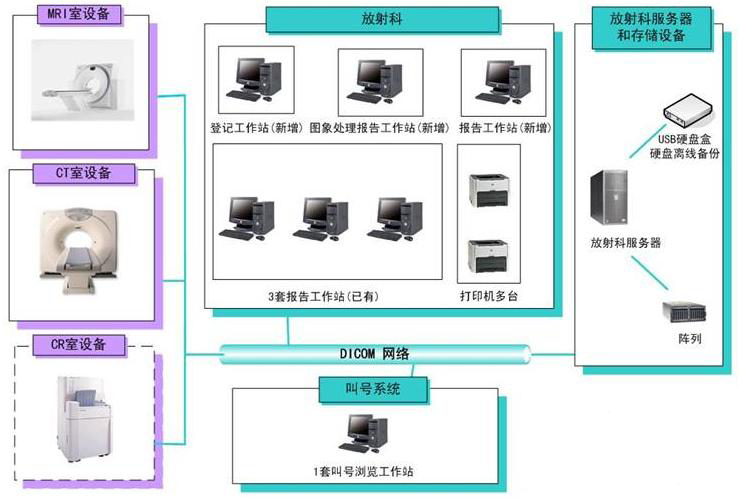 MRI室设备
放射科
放射科服务器
和存储设备
登记工作站(新增)
图象处理报告工作站(新增)
报告工作站(新增)
USB硬盘盒
硬盘离线备份
CT室设备
放射科服务器
3套报告工作站(已有)
打印机多台
阵列
CR室设备
DICOM 网络
叫号系统
1套叫号浏览工作站